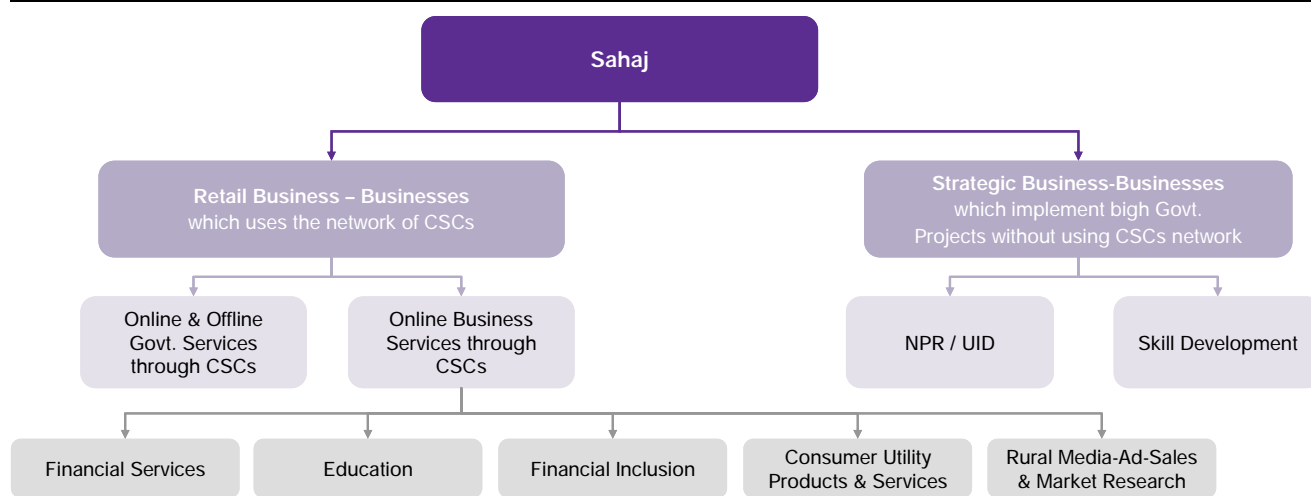 Sahaj
Retail Business – Businesses
which uses the network of CSCs
Strategic Business-Businesses
which implement bigh Govt.
Projects without using CSCs network
Online & Offline
Govt. Services
through CSCs
Online Business
Services through
CSCs
NPR / UID
Skill Development
Financial Services
Education
Financial Inclusion
Consumer Utility
Products & Services
Rural Media-Ad-Sales
& Market Research